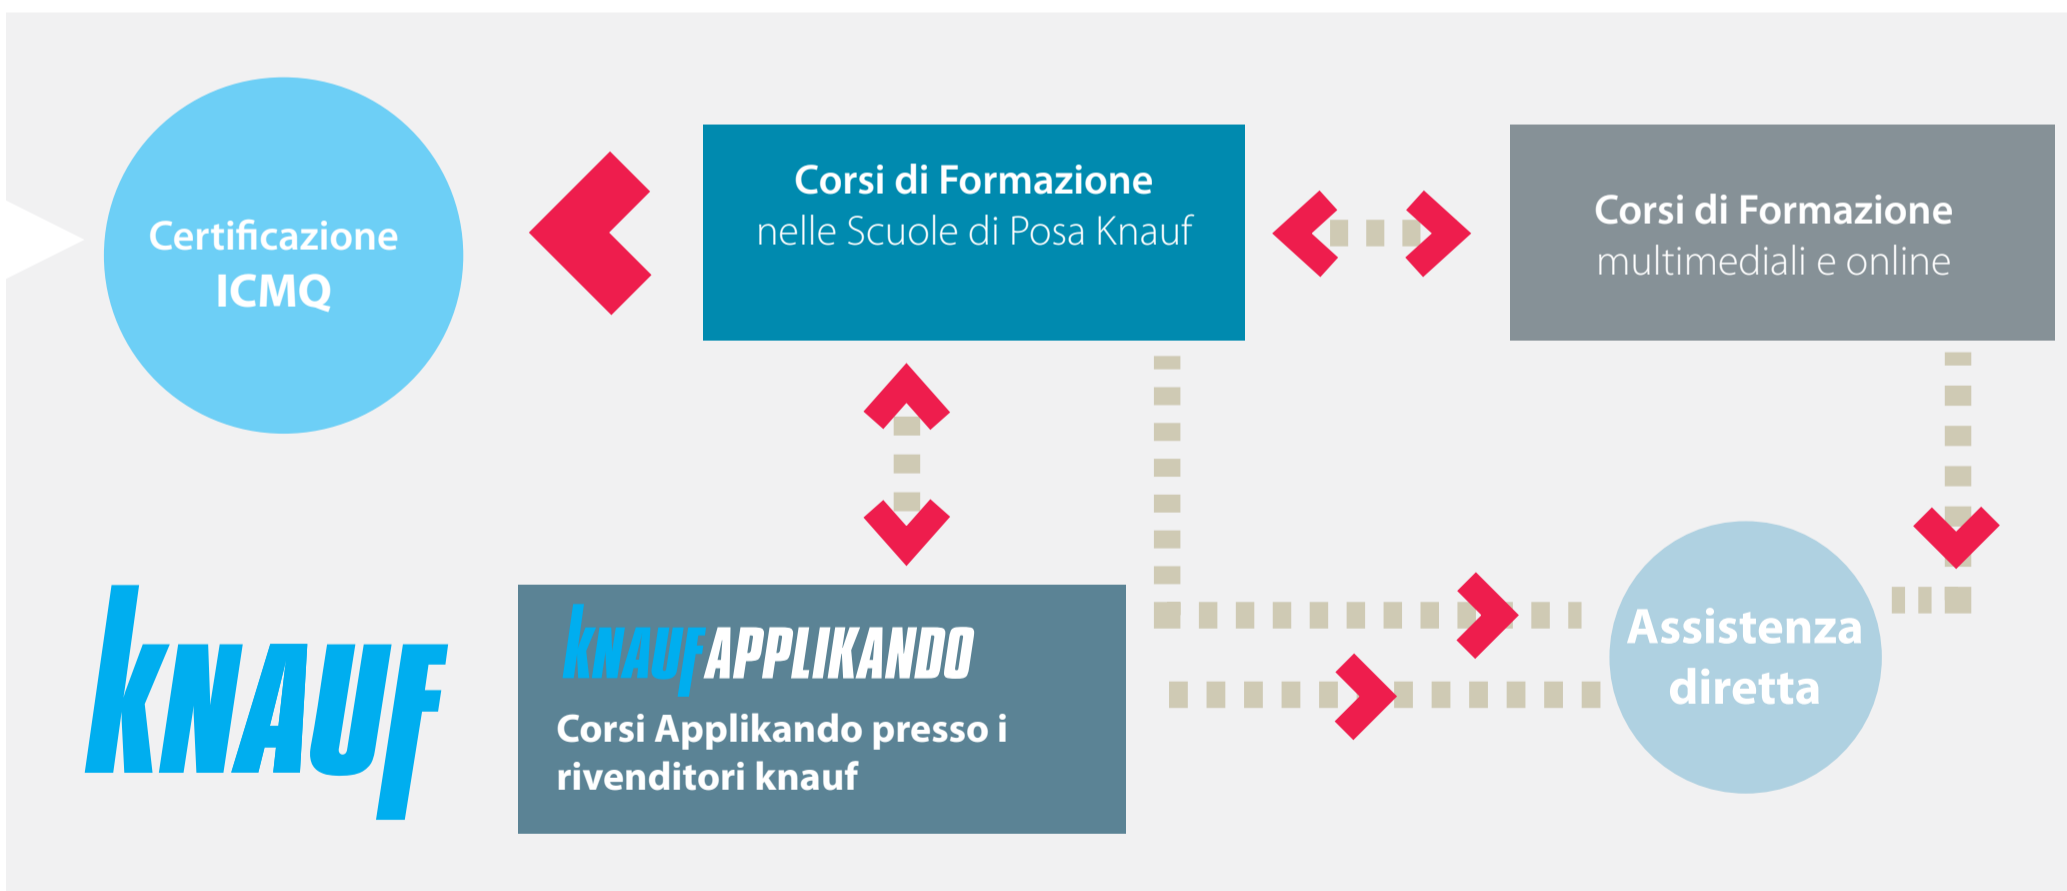 Certificazione
ICMQ
Corsi di Formazione
nelle Scuole di Posa Knauf
Corsi di Formazione
multimediali e online
KNAUF
KNAUF APPLIKANDO
Corsi Applikando presso i
rivenditori knauf
Assistenza
diretta